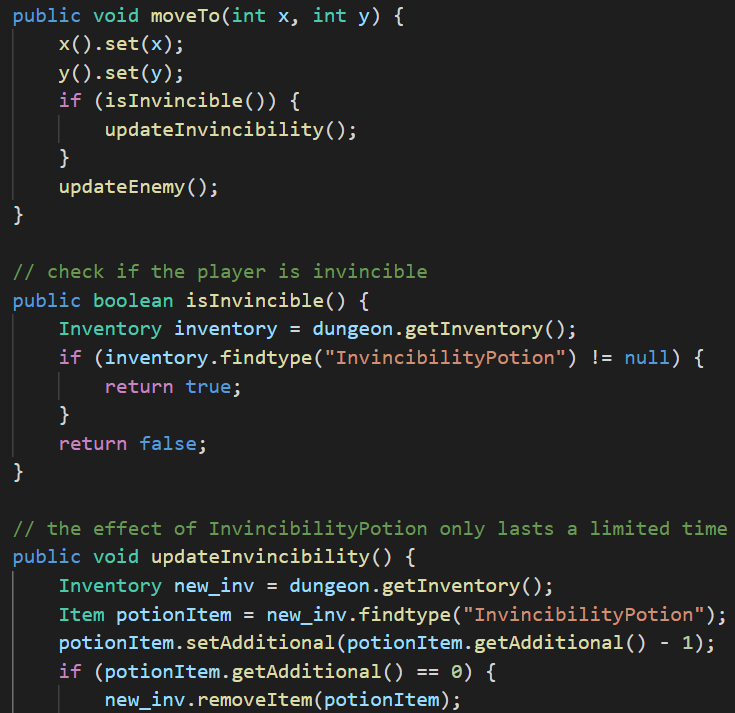 public void moveTo(int x, int y) {
    x().set(x);
    y().set(y);
    if (isInvincible()) {
        updateInvincibility();
    }
    updateEnemy();
}

// check if the player is invincible
public boolean isInvincible() {
    Inventory inventory = dungeon.getInventory();
    if (inventory.findtype("InvincibilityPotion") != null) {
        return true;
    }
    return false;
}

// the effect of InvincibilityPotion only lasts a limited time
public void updateInvincibility() {
    Inventory new_inv = dungeon.getInventory();
    Item potionItem = new_inv.findtype("InvincibilityPotion");
    potionItem.setAdditional(potionItem.getAdditional() - 1);
    if (potionItem.getAdditional() == 0) {
        new_inv.removeItem(potionItem);